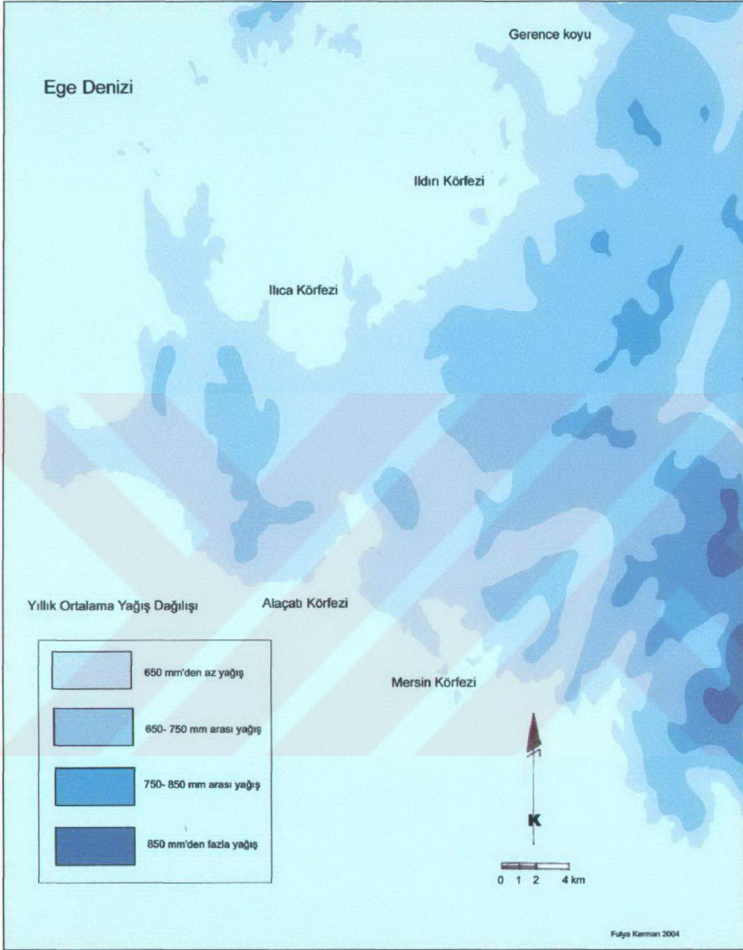 Gerence koyu
Ege Denizi
Ildırı Körfezi
Ilıca Körfezi
Yıllık Ortalama Yağış Dağılışı
Alaçatı Körfezi
650 mm'den az yağış
Mersin Körfezi
650- 750 mm arası yağış
750- 850 mm arası yağış
K
850 mm'den fazla yağış
0 1 2 4 km
Fulya Kerman 2004